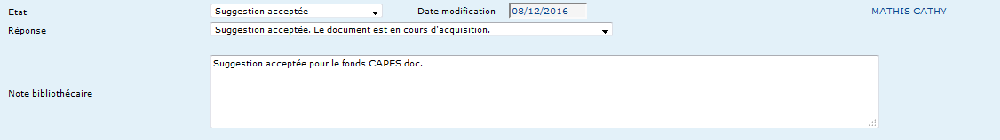 Etat Suggestion acceptée Date modification 08/12/2016 MATHIS CATHY
Réponse Suggestion acceptée. Le document est en cours d'acquisition.
Suggestion acceptée pour le fonds CAPES doc.
Note bibliothécaire